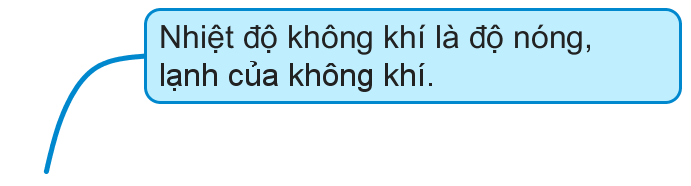 Nhiệt độ không khí là độ nóng,
lạnh của không khí.